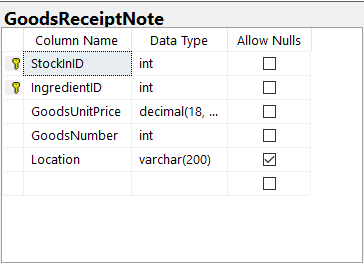 GoodsReceiptNote
Column Name Data Type Allow Nulls
StockInID int
IngredientID int
GoodsUnitPrice decimal(18, ...
GoodsNumber int
Location varchar(200)